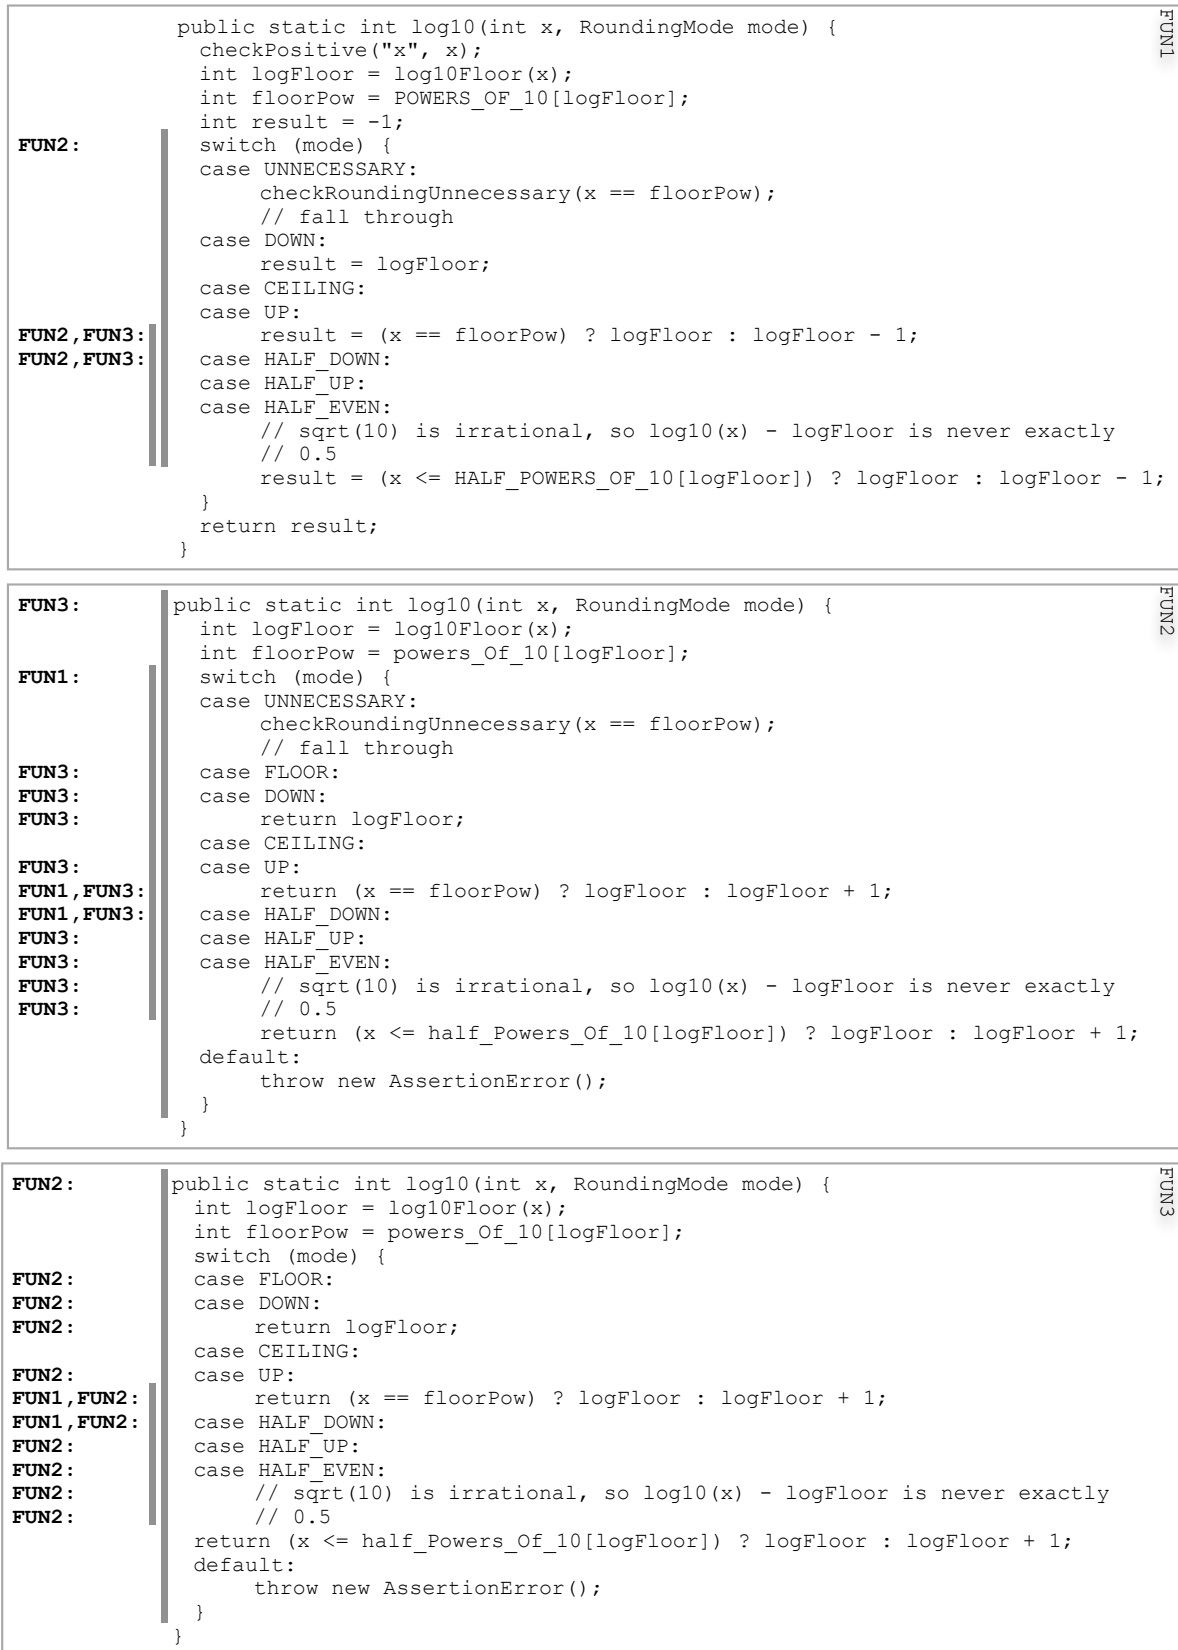 public static int log10(int x, RoundingMode mode) { FUN1
checkPositive("x", x);
int logFloor = log10Floor(x);
int floorPow = POWERS_OF_10[logFloor];
int result = -1;
FUN2: switch (mode) {
case UNNECESSARY:
checkRoundingUnnecessary(x == floorPow);
// fall through
case DOWN:
result = logFloor;
case CEILING:
case UP:
FUN2,FUN3: result = (x == floorPow) ? logFloor : logFloor - 1;
FUN2,FUN3: case HALF_DOWN:
case HALF_UP:
case HALF_EVEN:
// sqrt(10) is irrational, so log10(x) - logFloor is never exactly
// 0.5
result = (x <= HALF_POWERS_OF_10[logFloor]) ? logFloor : logFloor - 1;
}
return result;
}
FUN3: public static int log10(int x, RoundingMode mode) { FUN2
int logFloor = log10Floor(x);
int floorPow = powers_Of_10[logFloor];
FUN1: switch (mode) {
case UNNECESSARY:
checkRoundingUnnecessary(x == floorPow);
// fall through
FUN3: case FLOOR:
FUN3: case DOWN:
FUN3: return logFloor;
case CEILING:
FUN3: case UP:
FUN1,FUN3: return (x == floorPow) ? logFloor : logFloor + 1;
FUN1,FUN3: case HALF_DOWN:
FUN3: case HALF_UP:
FUN3: case HALF_EVEN:
FUN3: // sqrt(10) is irrational, so log10(x) - logFloor is never exactly
FUN3: // 0.5
return (x <= half_Powers_Of_10[logFloor]) ? logFloor : logFloor + 1;
default:
throw new AssertionError();
}
}
FUN2: public static int log10(int x, RoundingMode mode) { FUN3
int logFloor = log10Floor(x);
int floorPow = powers_Of_10[logFloor];
switch (mode) {
FUN2: case FLOOR:
FUN2: case DOWN:
FUN2: return logFloor;
case CEILING:
FUN2: case UP:
FUN1,FUN2: return (x == floorPow) ? logFloor : logFloor + 1;
FUN1,FUN2: case HALF_DOWN:
FUN2: case HALF_UP:
FUN2: case HALF_EVEN:
FUN2: // sqrt(10) is irrational, so log10(x) - logFloor is never exactly
FUN2: // 0.5
return (x <= half_Powers_Of_10[logFloor]) ? logFloor : logFloor + 1;
default:
throw new AssertionError();
}
}